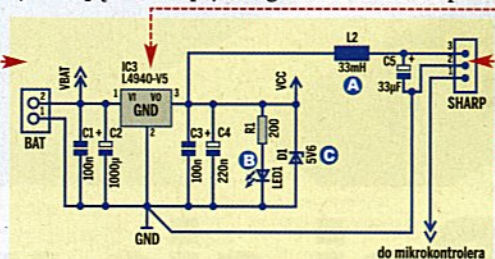 IC3
L4940-V5
VBAT
VI
VO
GND
1
3
2
VCC
L2
33mH
A
C5
+
33µF
3
2
1
SHARP
2
1
BAT
C1
+
100n
C2
1000µ
C3
+
100n
C4
220n
R1
200
B
LED1
D1
5V6
C
GND
do mikrokontrolera